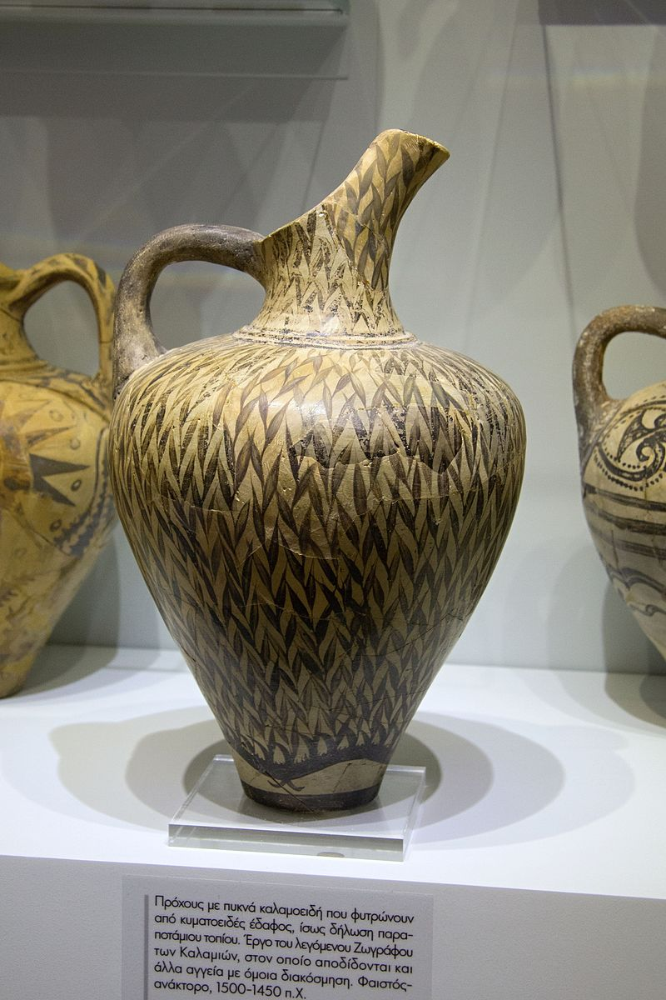 Πρόχους με πυκνά καλαμοειδή που φυτρώνουν
από κυματοειδές έδαφος, ίσως δήλωση παρα-
ποτάμιου τοπίου. Έργο του λεγόμενου Ζωγράφου
των Καλαμιών, στον οποίο αποδίδονται και
άλλα αγγεία με όμοια διακόσμηση. Φαιστός-
ανάκτορο, 1500-1450 π.Χ.